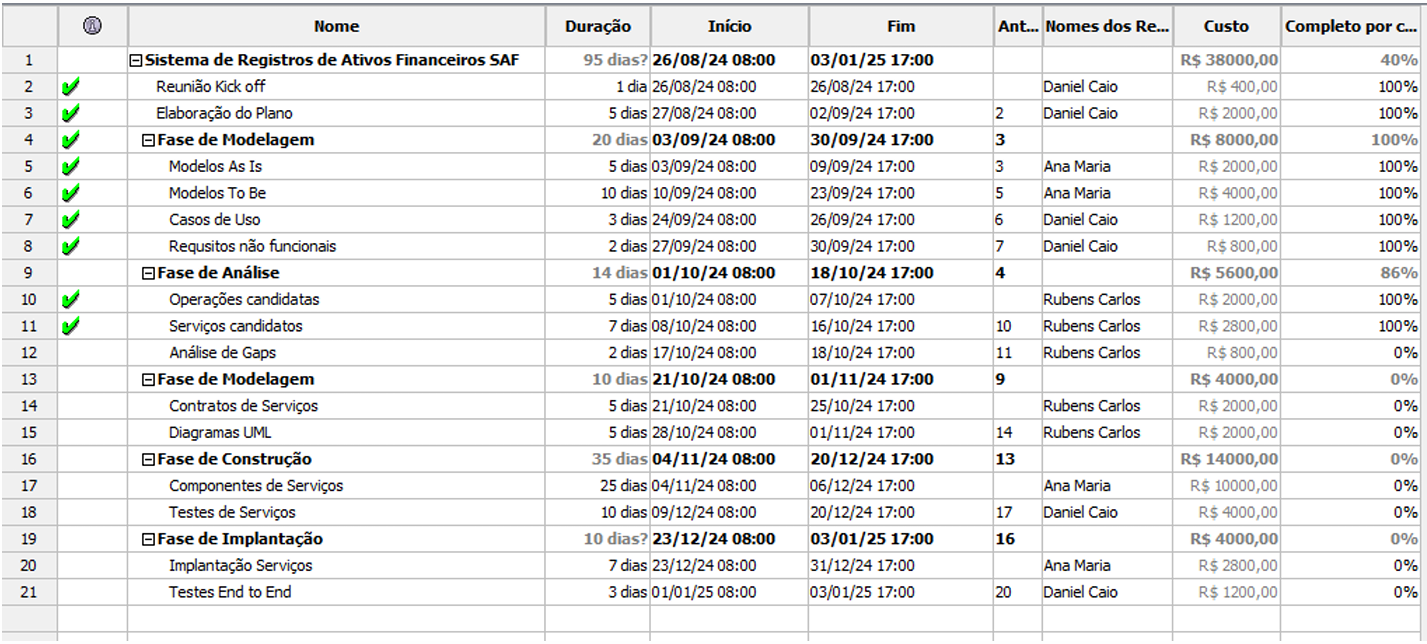 Nome Duração Início Fim Ant... Nomes dos Re... Custo Completo por c...
1 Sistema de Registros de Ativos Financeiros SAF 95 dias? 26/08/24 08:00 03/01/25 17:00 R$ 38000,00 40%
2 Reunião Kick off 1 dia 26/08/24 08:00 26/08/24 17:00 Daniel Caio R$ 400,00 100%
3 Elaboração do Plano 5 dias 27/08/24 08:00 02/09/24 17:00 2 Daniel Caio R$ 2000,00 100%
4 Fase de Modelagem 20 dias 03/09/24 08:00 30/09/24 17:00 3 R$ 8000,00 100%
5 Modelos As Is 5 dias 03/09/24 08:00 09/09/24 17:00 3 Ana Maria R$ 2000,00 100%
6 Modelos To Be 10 dias 10/09/24 08:00 23/09/24 17:00 5 Ana Maria R$ 4000,00 100%
7 Casos de Uso 3 dias 24/09/24 08:00 26/09/24 17:00 6 Daniel Caio R$ 1200,00 100%
8 Requsitos não funcionais 2 dias 27/09/24 08:00 30/09/24 17:00 7 Daniel Caio R$ 800,00 100%
9 Fase de Análise 14 dias 01/10/24 08:00 18/10/24 17:00 4 R$ 5600,00 86%
10 Operações candidatas 5 dias 01/10/24 08:00 07/10/24 17:00 Rubens Carlos R$ 2000,00 100%
11 Serviços candidatos 7 dias 08/10/24 08:00 16/10/24 17:00 10 Rubens Carlos R$ 2800,00 100%
12 Análise de Gaps 2 dias 17/10/24 08:00 18/10/24 17:00 11 Rubens Carlos R$ 800,00 0%
13 Fase de Modelagem 10 dias 21/10/24 08:00 01/11/24 17:00 9 R$ 4000,00 0%
14 Contratos de Serviços 5 dias 21/10/24 08:00 25/10/24 17:00 Rubens Carlos R$ 2000,00 0%
15 Diagramas UML 5 dias 28/10/24 08:00 01/11/24 17:00 14 Rubens Carlos R$ 2000,00 0%
16 Fase de Construção 35 dias 04/11/24 08:00 20/12/24 17:00 13 R$ 14000,00 0%
17 Componentes de Serviços 25 dias 04/11/24 08:00 06/12/24 17:00 Ana Maria R$ 10000,00 0%
18 Testes de Serviços 10 dias 09/12/24 08:00 20/12/24 17:00 17 Daniel Caio R$ 4000,00 0%
19 Fase de Implantação 10 dias? 23/12/24 08:00 03/01/25 17:00 16 R$ 4000,00 0%
20 Implantação Serviços 7 dias 23/12/24 08:00 31/12/24 17:00 Ana Maria R$ 2800,00 0%
21 Testes End to End 3 dias 01/01/25 08:00 03/01/25 17:00 20 Daniel Caio R$ 1200,00 0%